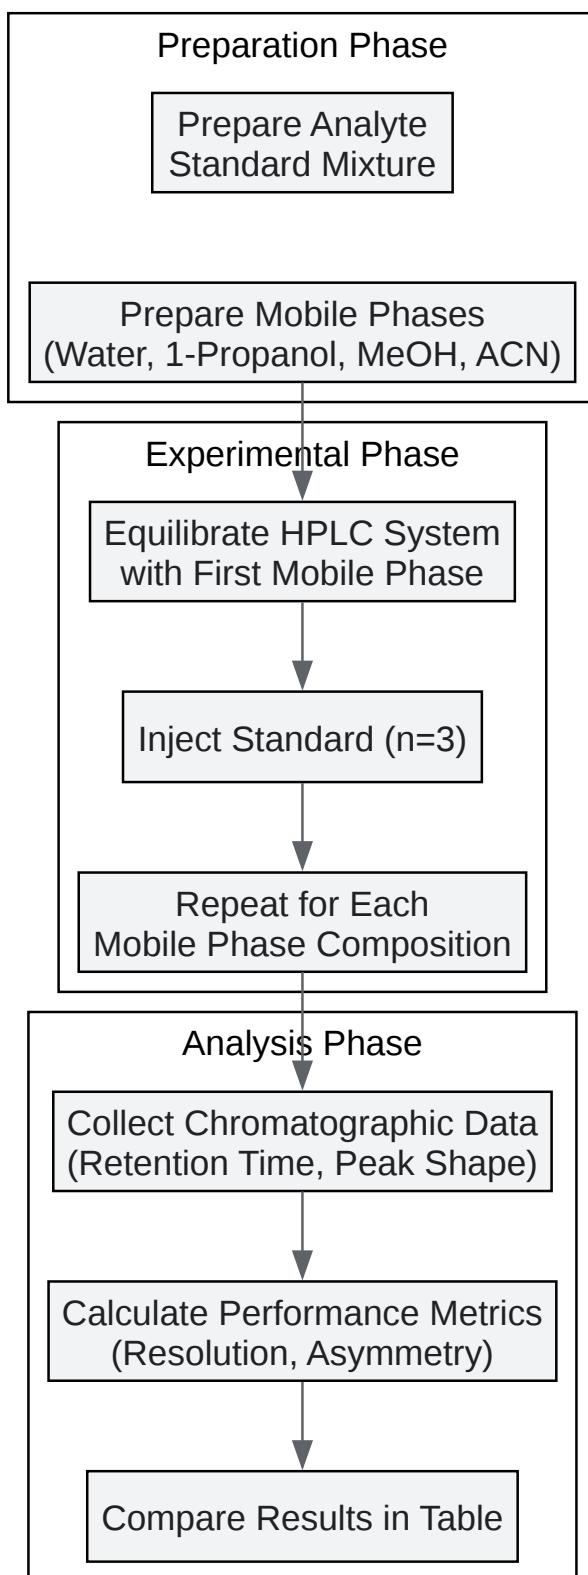 Preparation Phase
Prepare Analyte
Standard Mixture
Prepare Mobile Phases
(Water, 1-Propanol, MeOH, ACN)
Experimental Phase
Equilibrate HPLC System
with First Mobile Phase
Inject Standard (n=3)
Repeat for Each
Mobile Phase Composition
Analysis Phase
Collect Chromatographic Data
(Retention Time, Peak Shape)
Calculate Performance Metrics
(Resolution, Asymmetry)
Compare Results in Table